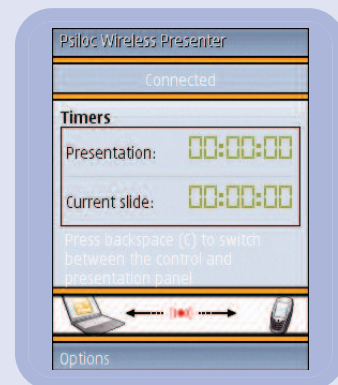 Psiloc Wireless Presenter
Connected
Timers
Presentation: 00:00:00
Current slide: 00:00:00
Press backspace (C) to switch
between the control and
presentation panel
Options